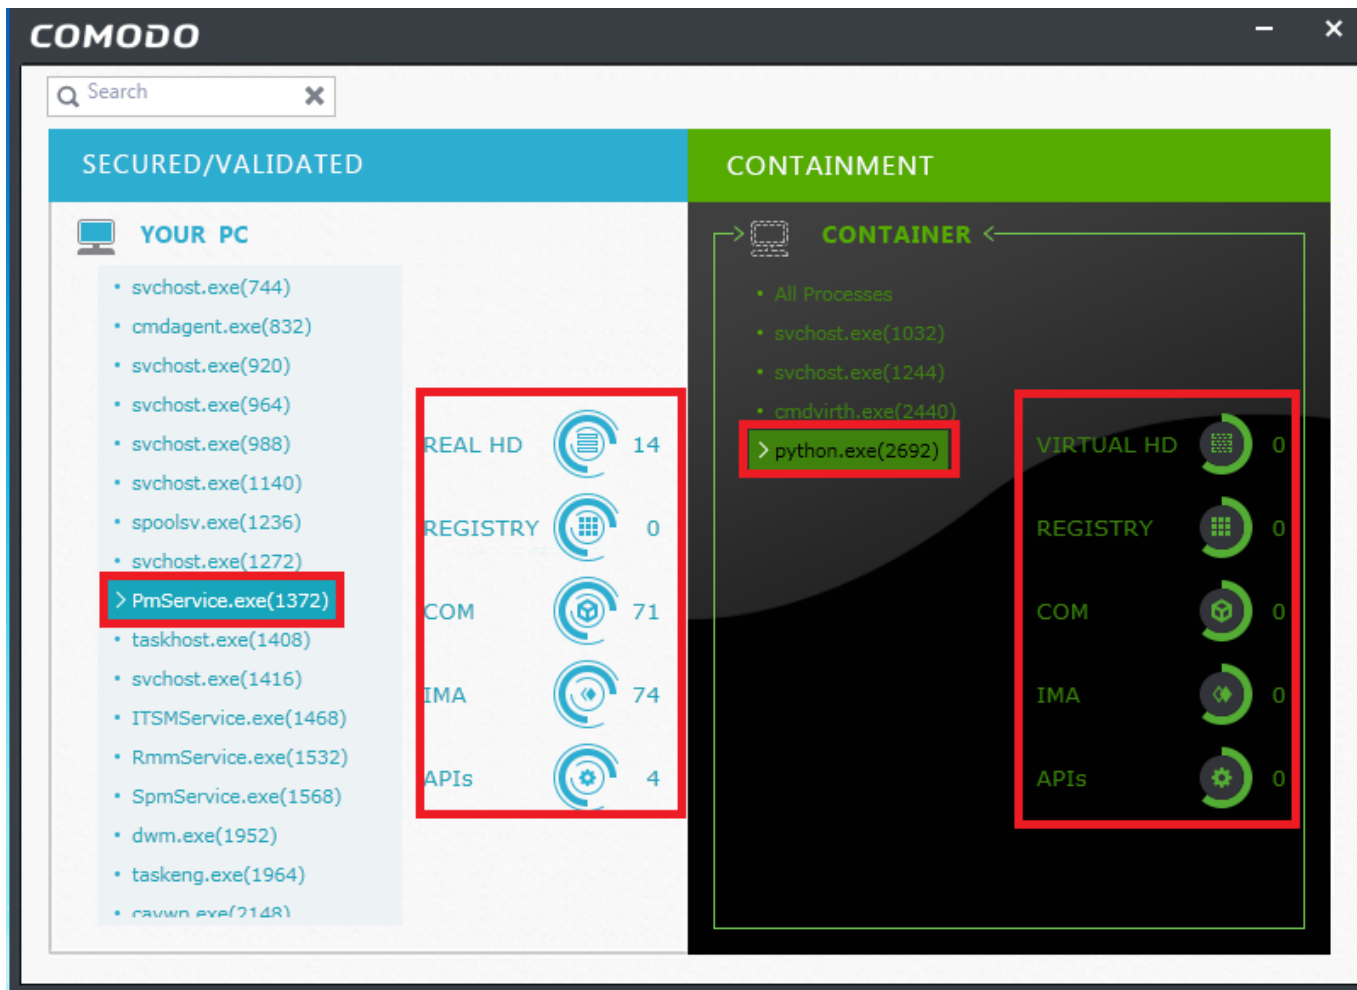 COMODO
Search
SECURED/VALIDATED
YOUR PC
svchost.exe(744)
cmdagent.exe(832)
svchost.exe(920)
svchost.exe(964)
svchost.exe(988)
svchost.exe(1140)
spoolsv.exe(1236)
svchost.exe(1272)
PmService.exe(1372)
taskhost.exe(1408)
svchost.exe(1416)
ITSMService.exe(1468)
RmmService.exe(1532)
SpmService.exe(1568)
dwm.exe(1952)
taskeng.exe(1964)
cavwp.exe(2148)
REAL HD 14
REGISTRY 0
COM 71
IMA 74
APIs 4
CONTAINMENT
CONTAINER
All Processes
svchost.exe(1032)
svchost.exe(1244)
cmdvirth.exe(2440)
python.exe(2692)
VIRTUAL HD 0
REGISTRY 0
COM 0
IMA 0
APIs 0